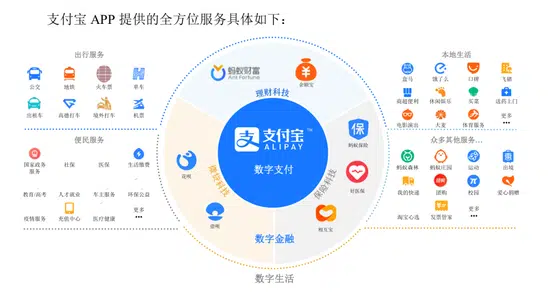 支付宝 APP 提供的全方位服务具体如下：
出行服务
公交 地铁 火车票 单车
出租车 高德打车 境外打车 机票
便民服务
国家政务服务 社保 医保 生活缴费
教育/高考 人才就业 车主服务 环保公益
疫情服务 充值中心 医疗健康 更多
•••
蚂蚁财富
Ant Fortune
余额宝
理财科技
支付宝™
ALIPAY
数字支付
微贷科技
花呗
借呗
保险科技
蚂蚁保险
好医保
相互宝
数字金融
数字生活
本地生活
盒马 饿了么 口碑 飞猪
商超便利 休闲娱乐 买菜 送药上门
电影演出 大麦 体育服务 更多
•••
众多其他服务...
蚂蚁森林 蚂蚁庄园 运动 出境
我的快递 团购 校园 爱心捐赠
淘宝心选 发票管家 更多
•••